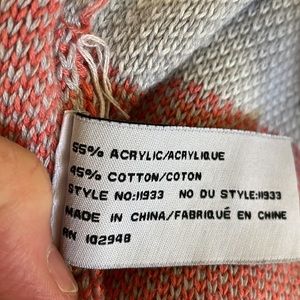 55% ACRYLIC/ACRYLIQUE
45% COTTON/COTON
STYLE NO:11933 NO DU STYLE:11933
MADE IN CHINA/FABRIQUÉ EN CHINE
RN 102948